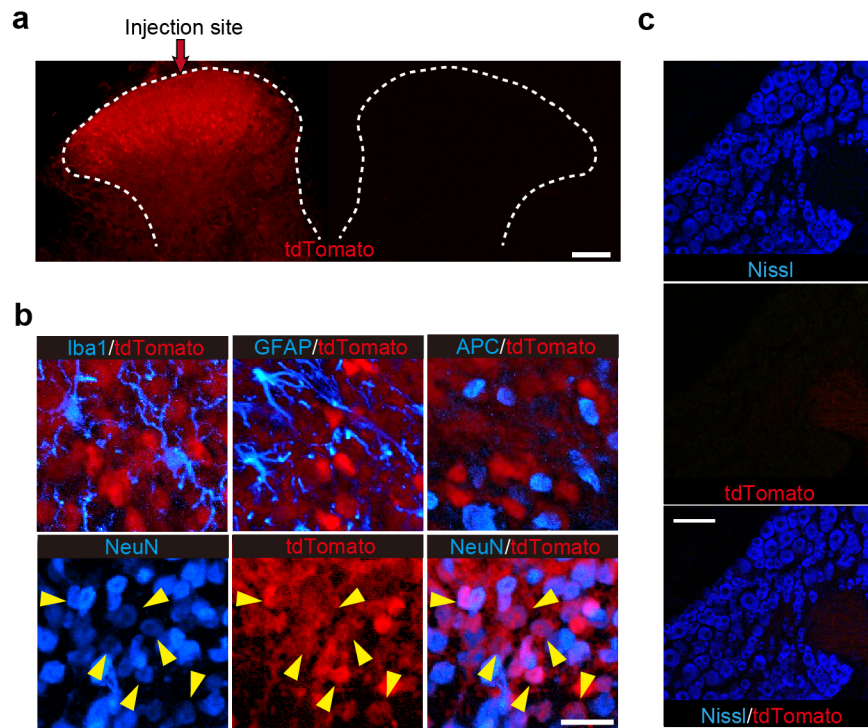 a
Injection site
tdTomato
b
Iba1/tdTomato
GFAP/tdTomato
APC/tdTomato
NeuN
tdTomato
NeuN/tdTomato
c
Nissl
tdTomato
Nissl/tdTomato